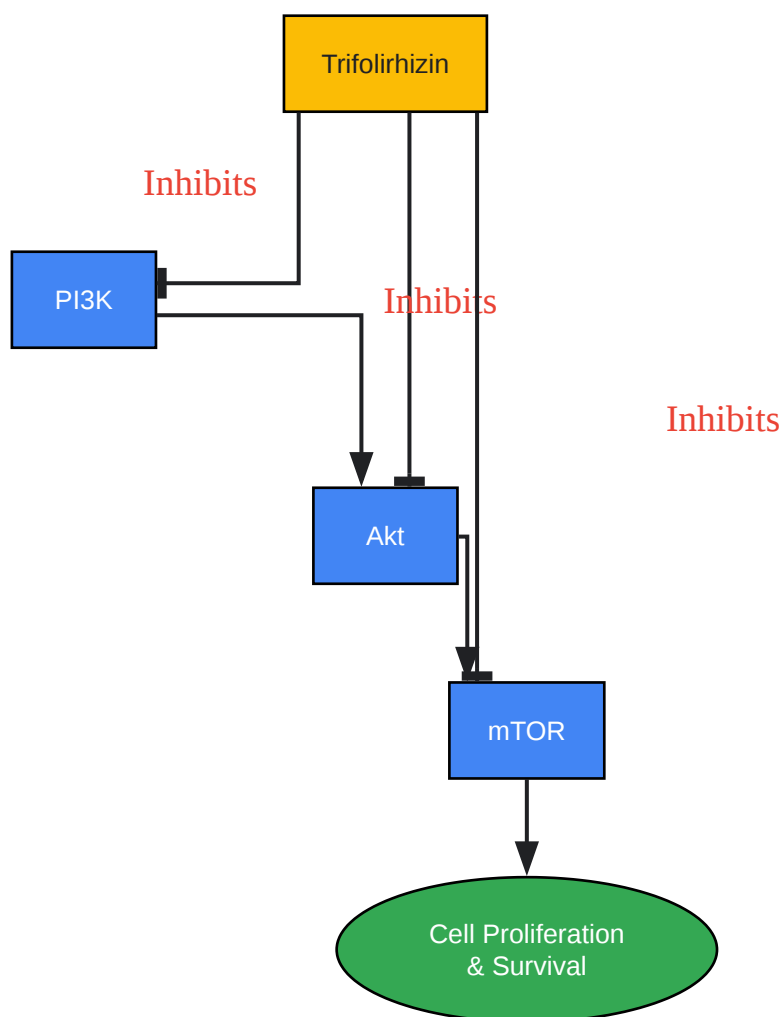 Trifolirhizin
Inhibits
PI3K
Inhibits
Inhibits
Akt
mTOR
Cell Proliferation
& Survival